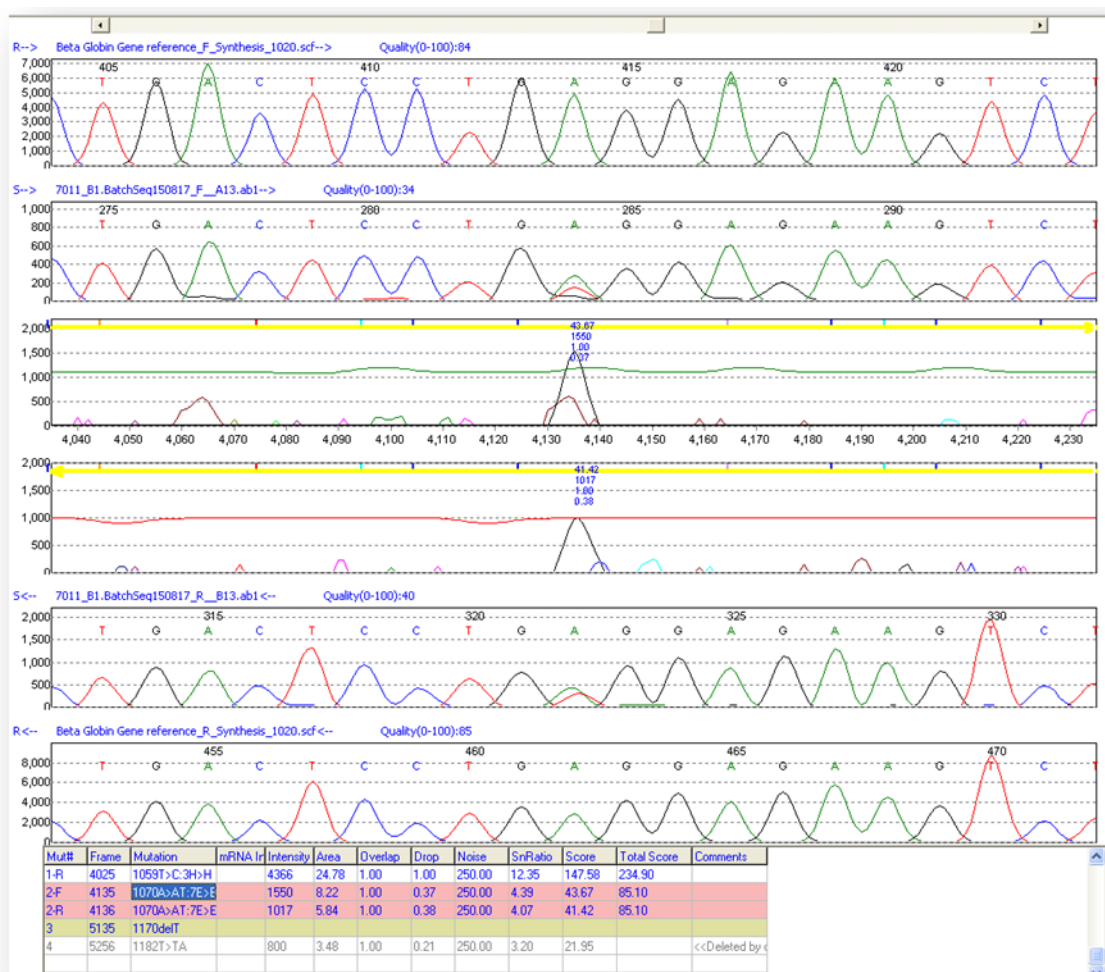 R--> Beta Globin Gene reference_F_Synthesis_1020.scf--> Quality(0-100):84
7,000 405 410 415 420
6,000 T G A C T C C T G A G G A G A A G T C T
5,000
4,000
3,000
2,000
1,000
0
S--> 7011_B1.BatchSeq150817_F__A13.ab1--> Quality(0-100):34
1,000 275 280 285 290
800 T G A C T C C T G A G G A G A A G T C T
600
400
200
0
2,000 43.67
1550
1,500 1.00
0.37
1,000
500
0
4,040 4,050 4,060 4,070 4,080 4,090 4,100 4,110 4,120 4,130 4,140 4,150 4,160 4,170 4,180 4,190 4,200 4,210 4,220 4,230
2,000 41.42
1017
1,500 1.00
0.38
1,000
500
0
S<-- 7011_B1.BatchSeq150817_R__B13.ab1<-- Quality(0-100):40
2,000 315 320 325 330
1,500 T G A C T C C T G A G G A G A A G T C T
1,000
500
0
R<-- Beta Globin Gene reference_R_Synthesis_1020.scf<-- Quality(0-100):85
455 460 465 470
8,000 T G A C T C C T G A G G A G A A G T C T
6,000
4,000
2,000
0
Mut# Frame Mutation mRNA In Intensity Area Overlap Drop Noise SnRatio Score Total Score Comments
1-R 4025 1059T>C:3H>H 4366 24.78 1.00 1.00 250.00 12.35 147.58 234.90
2-F 4135 1070A>AT:7E>E 1550 8.22 1.00 0.37 250.00 4.39 43.67 85.10
2-R 4136 1070A>AT:7E>E 1017 5.84 1.00 0.38 250.00 4.07 41.42 85.10
3 5135 1170delT
4 5256 1182T>TA 800 3.48 1.00 0.21 250.00 3.20 21.95 <<Deleted by